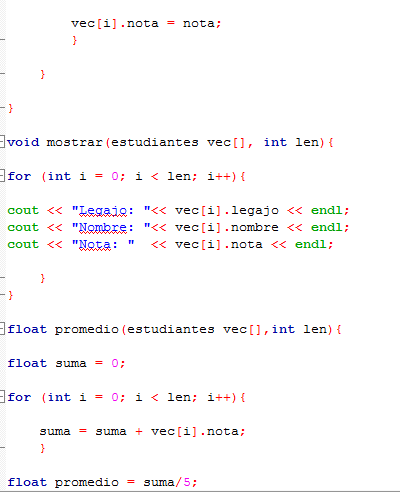 vec[i].nota = nota;
}
}
}
void mostrar(estudiantes vec[], int len){
for (int i = 0; i < len; i++){
cout << "Legajo: "<< vec[i].legajo << endl;
cout << "Nombre: "<< vec[i].nombre << endl;
cout << "Nota: "  << vec[i].nota << endl;
}
}
float promedio(estudiantes vec[],int len){
float suma = 0;
for (int i = 0; i < len; i++){
suma = suma + vec[i].nota;
}
float promedio = suma/5;